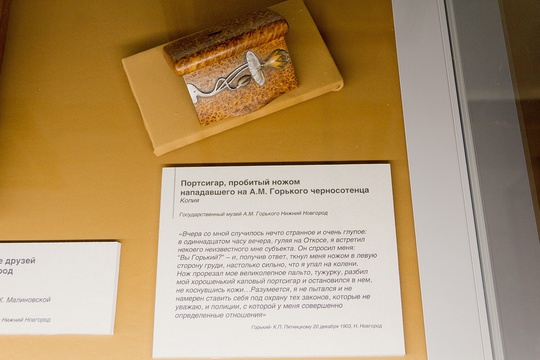 Портсигар, пробитый ножом
нападавшего на А.М. Горького черносотенца
Копия
Государственный музей А.М. Горького Нижний Новгород
«Вчера со мной случилось нечто странное и очень глупое:
в одиннадцатом часу вечера, гуляя на Откосе, я встретил
некоего неизвестного мне субъекта. Он спросил меня:
"Вы Горький?" – и, получив ответ, ткнул меня ножом в левую
сторону груди, настолько сильно, что я упал на колени.
Нож прорезал мое великолепное пальто, тужурку, разбил
мой хорошенький каповый портсигар и остановился в нем,
не коснувшись кожи…Разумеется, я не пытался и не
намерен ставить себя под охрану тех законов, которые не
уважаю, и полиции, с которой у меня совершенно
определенные отношения»
Горький- К.П. Пятницкому 20 декабря 1903, Н. Новгород
е друзей
род
К. Малиновской
Нижний Новгород